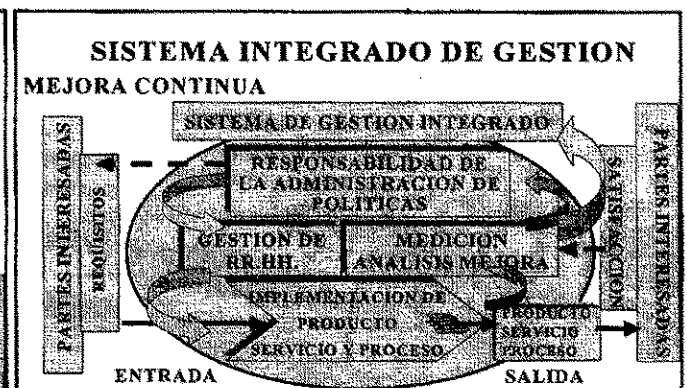 SISTEMA INTEGRADO DE GESTION
MEJORA CONTINUA
SISTEMA DE GESTION INTEGRADO
PARTES INTERESADAS
REQUISITOS
RESPONSABILIDAD DE
LA ADMINISTRACION DE
POLITICAS
GESTION DE
RR.HH
MEDICION
ANALISIS MEJORA
IMPLEMENTACION DE
PRODUCTO
SERVICIO Y PROCESO
PRODUCTO
SERVICIO
PROCESO
SATISFACCION
PARTES INTERESADAS
ENTRADA
SALIDA